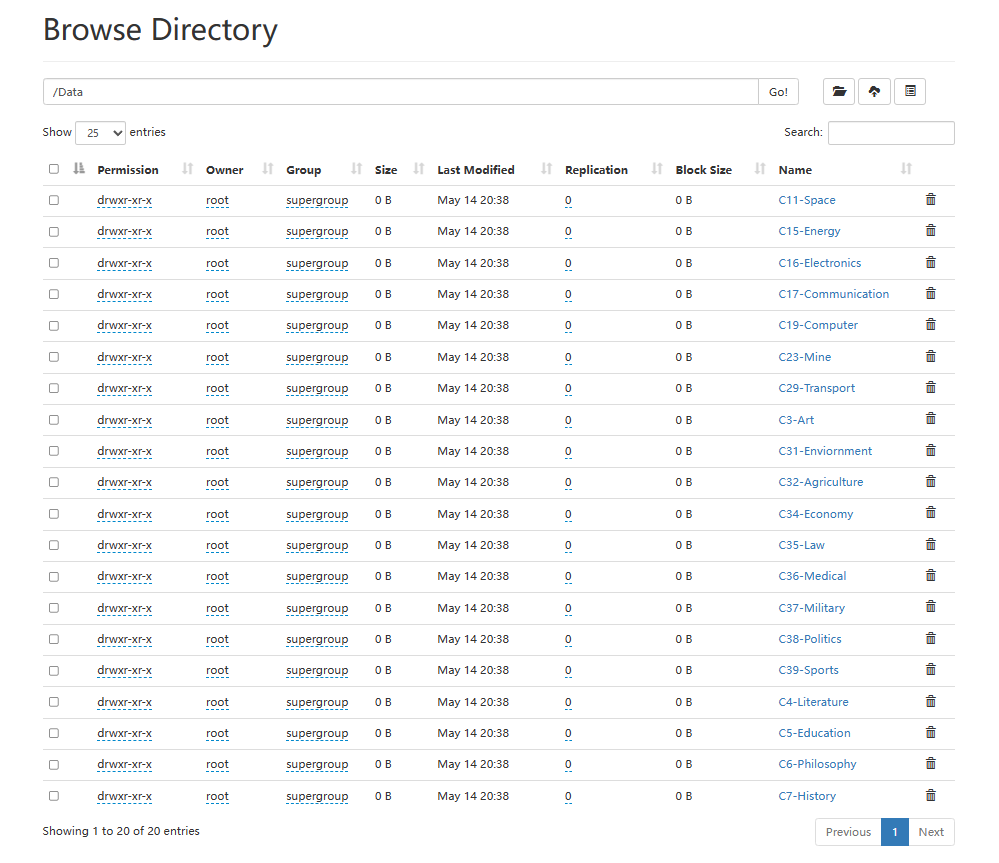 Browse Directory
/Data Go!
Show 25 entries Search:
Permission Owner Group Size Last Modified Replication Block Size Name
drwxr-xr-x root supergroup 0 B May 14 20:38 0 0 B C11-Space
drwxr-xr-x root supergroup 0 B May 14 20:38 0 0 B C15-Energy
drwxr-xr-x root supergroup 0 B May 14 20:38 0 0 B C16-Electronics
drwxr-xr-x root supergroup 0 B May 14 20:38 0 0 B C17-Communication
drwxr-xr-x root supergroup 0 B May 14 20:38 0 0 B C19-Computer
drwxr-xr-x root supergroup 0 B May 14 20:38 0 0 B C23-Mine
drwxr-xr-x root supergroup 0 B May 14 20:38 0 0 B C29-Transport
drwxr-xr-x root supergroup 0 B May 14 20:38 0 0 B C3-Art
drwxr-xr-x root supergroup 0 B May 14 20:38 0 0 B C31-Enviornment
drwxr-xr-x root supergroup 0 B May 14 20:38 0 0 B C32-Agriculture
drwxr-xr-x root supergroup 0 B May 14 20:38 0 0 B C34-Economy
drwxr-xr-x root supergroup 0 B May 14 20:38 0 0 B C35-Law
drwxr-xr-x root supergroup 0 B May 14 20:38 0 0 B C36-Medical
drwxr-xr-x root supergroup 0 B May 14 20:38 0 0 B C37-Military
drwxr-xr-x root supergroup 0 B May 14 20:38 0 0 B C38-Politics
drwxr-xr-x root supergroup 0 B May 14 20:38 0 0 B C39-Sports
drwxr-xr-x root supergroup 0 B May 14 20:38 0 0 B C4-Literature
drwxr-xr-x root supergroup 0 B May 14 20:38 0 0 B C5-Education
drwxr-xr-x root supergroup 0 B May 14 20:38 0 0 B C6-Philosophy
drwxr-xr-x root supergroup 0 B May 14 20:38 0 0 B C7-History
Showing 1 to 20 of 20 entries Previous 1 Next